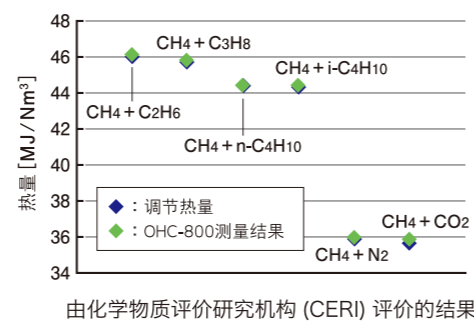 48
46
44
42
40
38
36
34
热量 [MJ/Nm³]
CH4+C3H8
CH4+i-C4H10
CH4+C2H6
CH4+n-C4H10
◆：调节热量
◆：OHC-800测量结果
CH4+CO2
CH4+N2
由化学物质评价研究机构 (CERI) 评价的结果